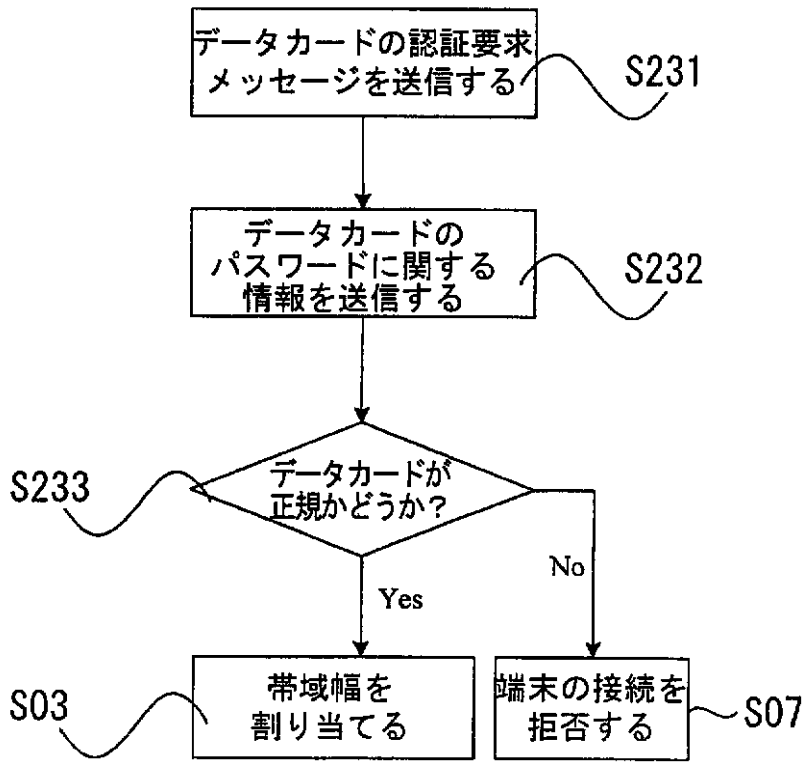 データカードの認証要求
メッセージを送信する
S231
データカードの
パスワードに関する
情報を送信する
S232
データカードが
正規かどうか？
S233
Yes
No
帯域幅を
割り当てる
S03
端末の接続を
拒否する
S07